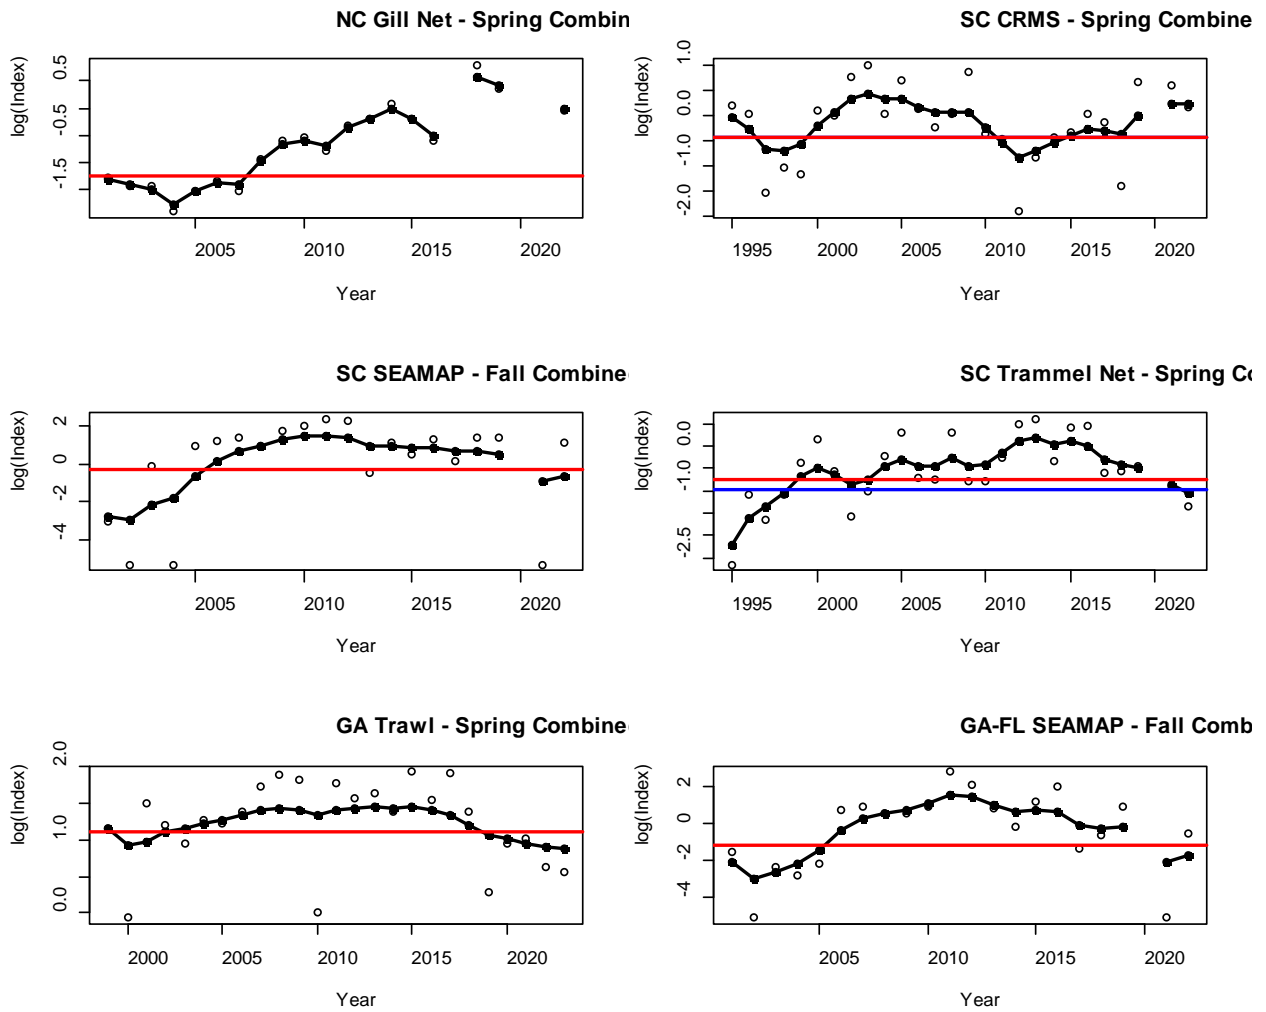 NC Gill Net - Spring Combin
log(Index)
0.5
-0.5
-1.5
2005
2010
2015
2020
Year
SC CRMS - Spring Combine
log(Index)
1.0
0.0
-1.0
-2.0
1995
2000
2005
2010
2015
2020
Year
SC SEAMAP - Fall Combine
log(Index)
2
0
-2
-4
2005
2010
2015
2020
Year
SC Trammel Net - Spring Co
log(Index)
0.0
-1.0
-2.5
1995
2000
2005
2010
2015
2020
Year
GA Trawl - Spring Combine
log(Index)
2.0
1.0
0.0
2000
2005
2010
2015
2020
Year
GA-FL SEAMAP - Fall Comb
log(Index)
2
0
-2
-4
2005
2010
2015
2020
Year